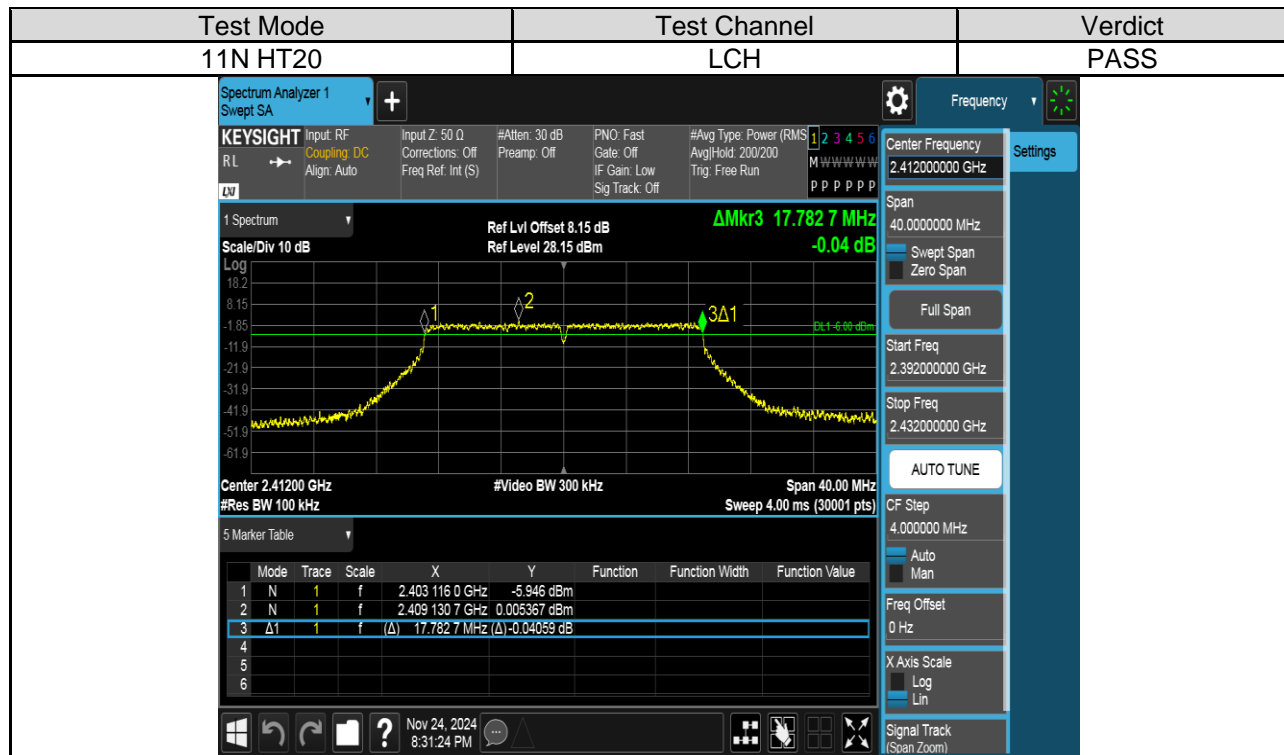 Test Mode Test Channel Verdict
11N HT20 LCH PASS
Spectrum Analyzer 1
Swept SA
+
Frequency
KEYSIGHT Input: RF Input Z: 50 Ω #Atten: 30 dB PNO: Fast #Avg Type: Power (RMS 1 2 3 4 5 6
RL Coupling: DC Corrections: Off Preamp: Off Gate: Off Avg|Hold: 200/200 M W W W W W
Align: Auto Freq Ref: Int (S) IF Gain: Low Trig: Free Run
LXI Sig Track: Off P P P P P P
1 Spectrum
Ref Lvl Offset 8.15 dB ΔMkr3 17.782 7 MHz
Scale/Div 10 dB Ref Level 28.15 dBm -0.04 dB
Log
18.2
8.15
-1.85
-11.9
-21.9
-31.9
-41.9
-51.9
-61.9
1
2
3Δ1
DL1 -6.00 dBm
Center 2.41200 GHz #Video BW 300 kHz Span 40.00 MHz
#Res BW 100 kHz Sweep 4.00 ms (30001 pts)
5 Marker Table
Mode Trace Scale X Y Function Function Width Function Value
1 N 1 f 2.403 116 0 GHz -5.946 dBm
2 N 1 f 2.409 130 7 GHz 0.005367 dBm
3 Δ1 1 f (Δ) 17.782 7 MHz (Δ) -0.04059 dB
4
5
6
?
Nov 24, 2024
8:31:24 PM
Center Frequency
2.412000000 GHz
Settings
Span
40.0000000 MHz
Swept Span
Zero Span
Full Span
Start Freq
2.392000000 GHz
Stop Freq
2.432000000 GHz
AUTO TUNE
CF Step
4.000000 MHz
Auto
Man
Freq Offset
0 Hz
X Axis Scale
Log
Lin
Signal Track
(Span Zoom)